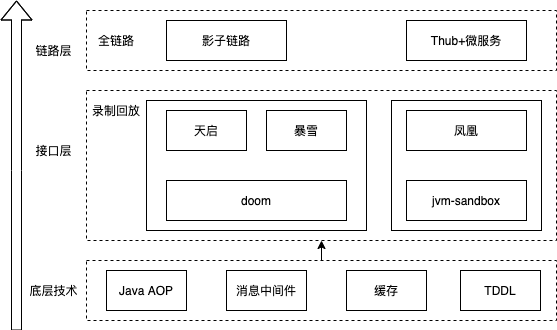 链路层
全链路
影子链路
Thub+微服务
接口层
录制回放
天启
暴雪
凤凰
doom
jvm-sandbox
底层技术
Java AOP
消息中间件
缓存
TDDL